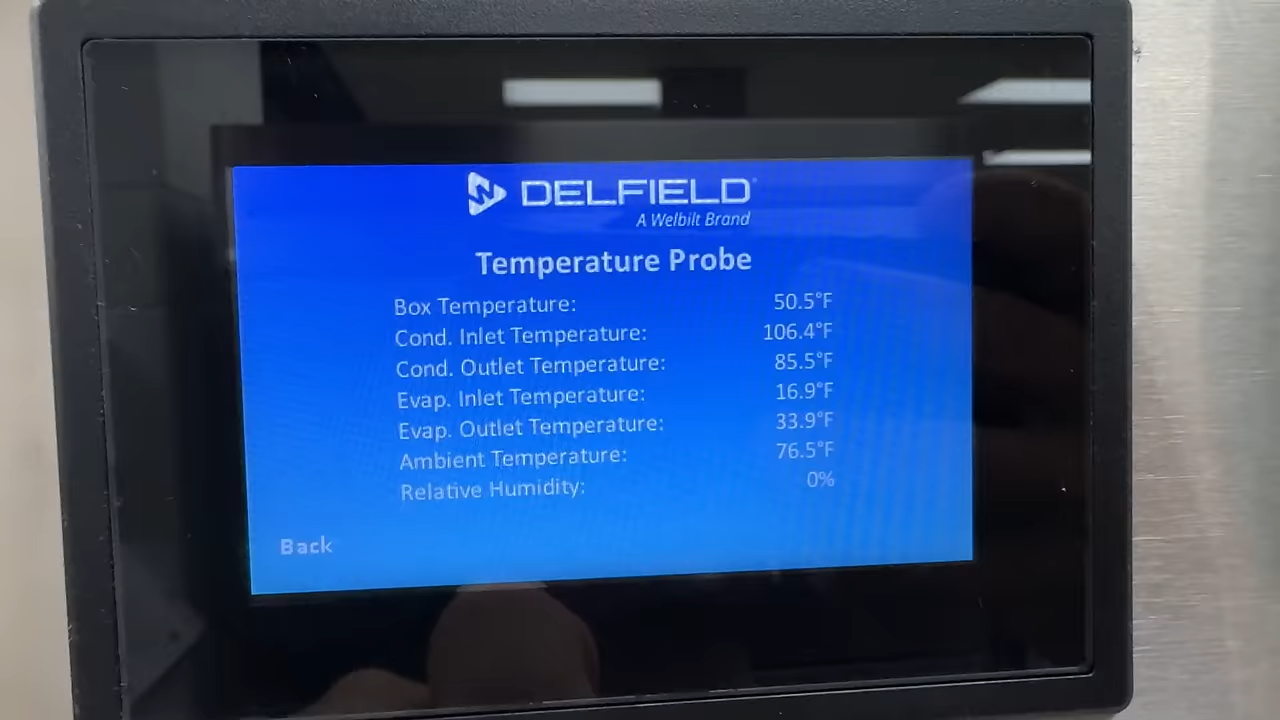 DELFIELD
A Welbilt Brand
Temperature Probe
Box Temperature: 50.5°F
Cond. Inlet Temperature: 106.4°F
Cond. Outlet Temperature: 85.5°F
Evap. Inlet Temperature: 16.9°F
Evap. Outlet Temperature: 33.9°F
Ambient Temperature: 76.5°F
Relative Humidity: 0%
Back